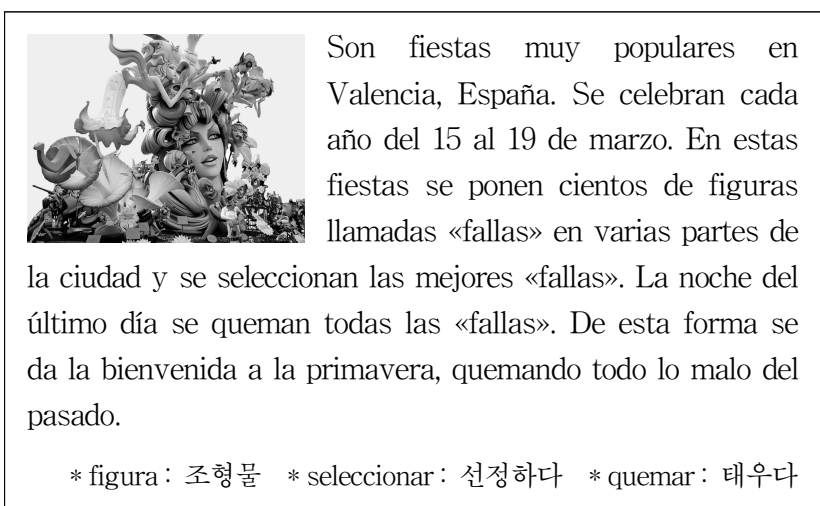 Son fiestas muy populares en
Valencia, España. Se celebran cada
año del 15 al 19 de marzo. En estas
fiestas se ponen cientos de figuras
llamadas «fallas» en varias partes de
la ciudad y se seleccionan las mejores «fallas». La noche del
último día se queman todas las «fallas». De esta forma se
da la bienvenida a la primavera, quemando todo lo malo del
pasado.
* figura : 조형물 * seleccionar : 선정하다 * quemar : 태우다